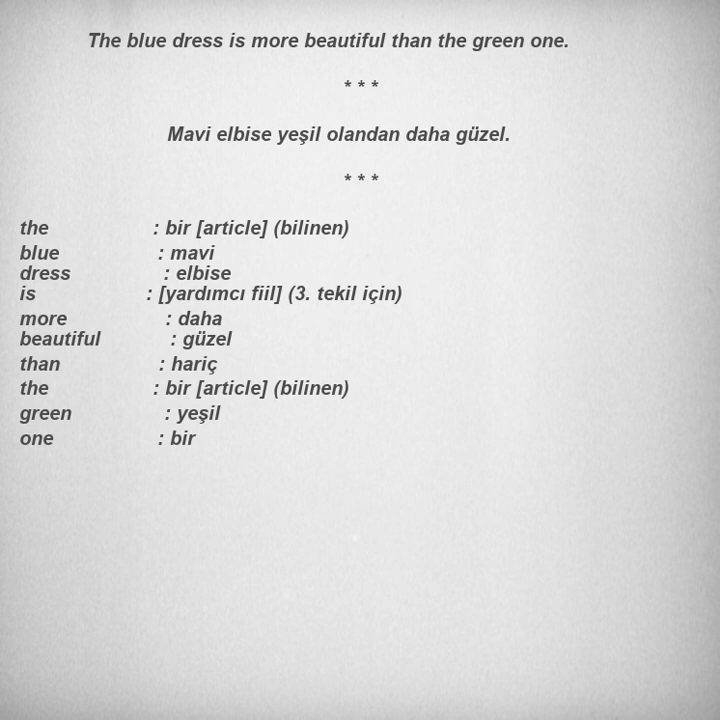 The blue dress is more beautiful than the green one.
* * *
Mavi elbise yeşil olandan daha güzel.
* * *
the : bir [article] (bilinen)
blue : mavi
dress : elbise
is : [yardımcı fiil] (3. tekil için)
more : daha
beautiful : güzel
than : hariç
the : bir [article] (bilinen)
green : yeşil
one : bir